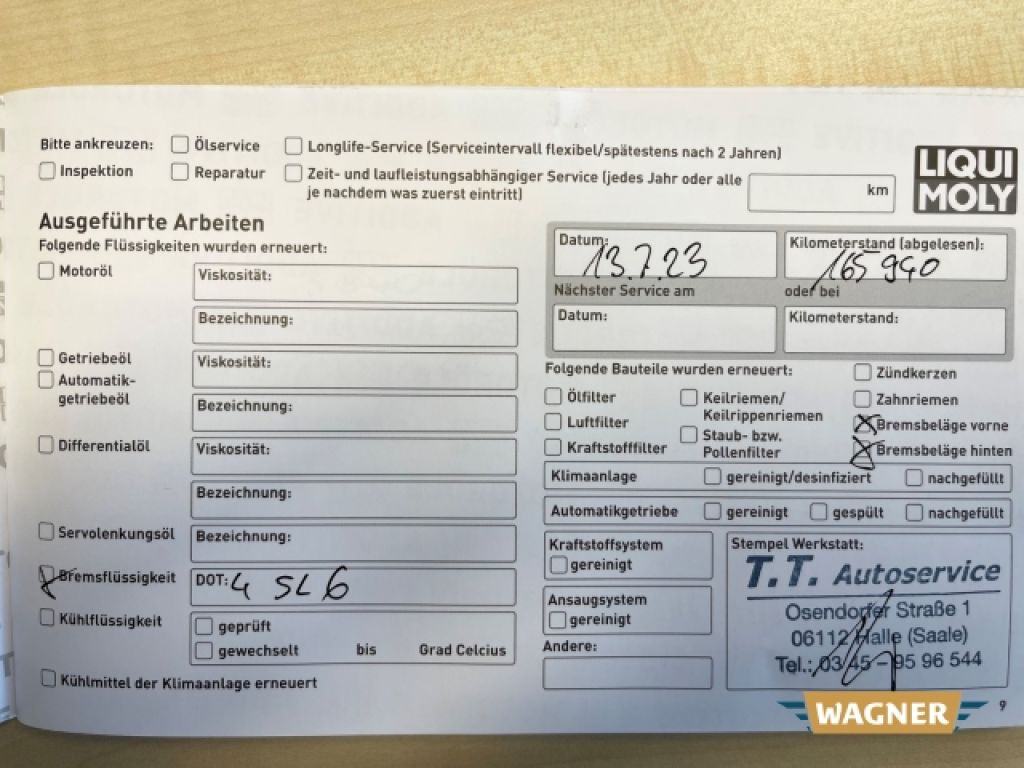 Bitte ankreuzen: Ölservice Longlife-Service (Serviceintervall flexibel/spätestens nach 2 Jahren)
Inspektion Reparatur Zeit- und laufleistungsabhängiger Service (jedes Jahr oder alle
je nachdem was zuerst eintritt)
km
LIQUI
MOLY
Ausgeführte Arbeiten
Folgende Flüssigkeiten wurden erneuert:
Motoröl Viskosität:
Bezeichnung:
Getriebeöl Viskosität:
Automatik-
getriebeöl
Bezeichnung:
Differentialöl Viskosität:
Bezeichnung:
Servolenkungsöl Bezeichnung:
Bremsflüssigkeit DOT: 4 SL6
Kühlflüssigkeit geprüft
gewechselt bis Grad Celcius
Kühlmittel der Klimaanlage erneuert
Datum: 13.7.23
Kilometerstand (abgelesen): 165 940
Nächster Service am oder bei
Datum: Kilometerstand:
Folgende Bauteile wurden erneuert:
Ölfilter
Luftfilter
Kraftstofffilter
Keilriemen/
Keilrippenriemen
Staub- bzw.
Pollenfilter
Zündkerzen
Zahnriemen
Bremsbeläge vorne
Bremsbeläge hinten
Klimaanlage gereinigt/desinfiziert nachgefüllt
Automatikgetriebe gereinigt gespült nachgefüllt
Kraftstoffsystem
gereinigt
Ansaugsystem
gereinigt
Andere:
Stempel Werkstatt:
T.T. Autoservice
Osendorfer Straße 1
06112 Halle (Saale)
Tel.: 03 45 - 95 96 544
9
WAGNER